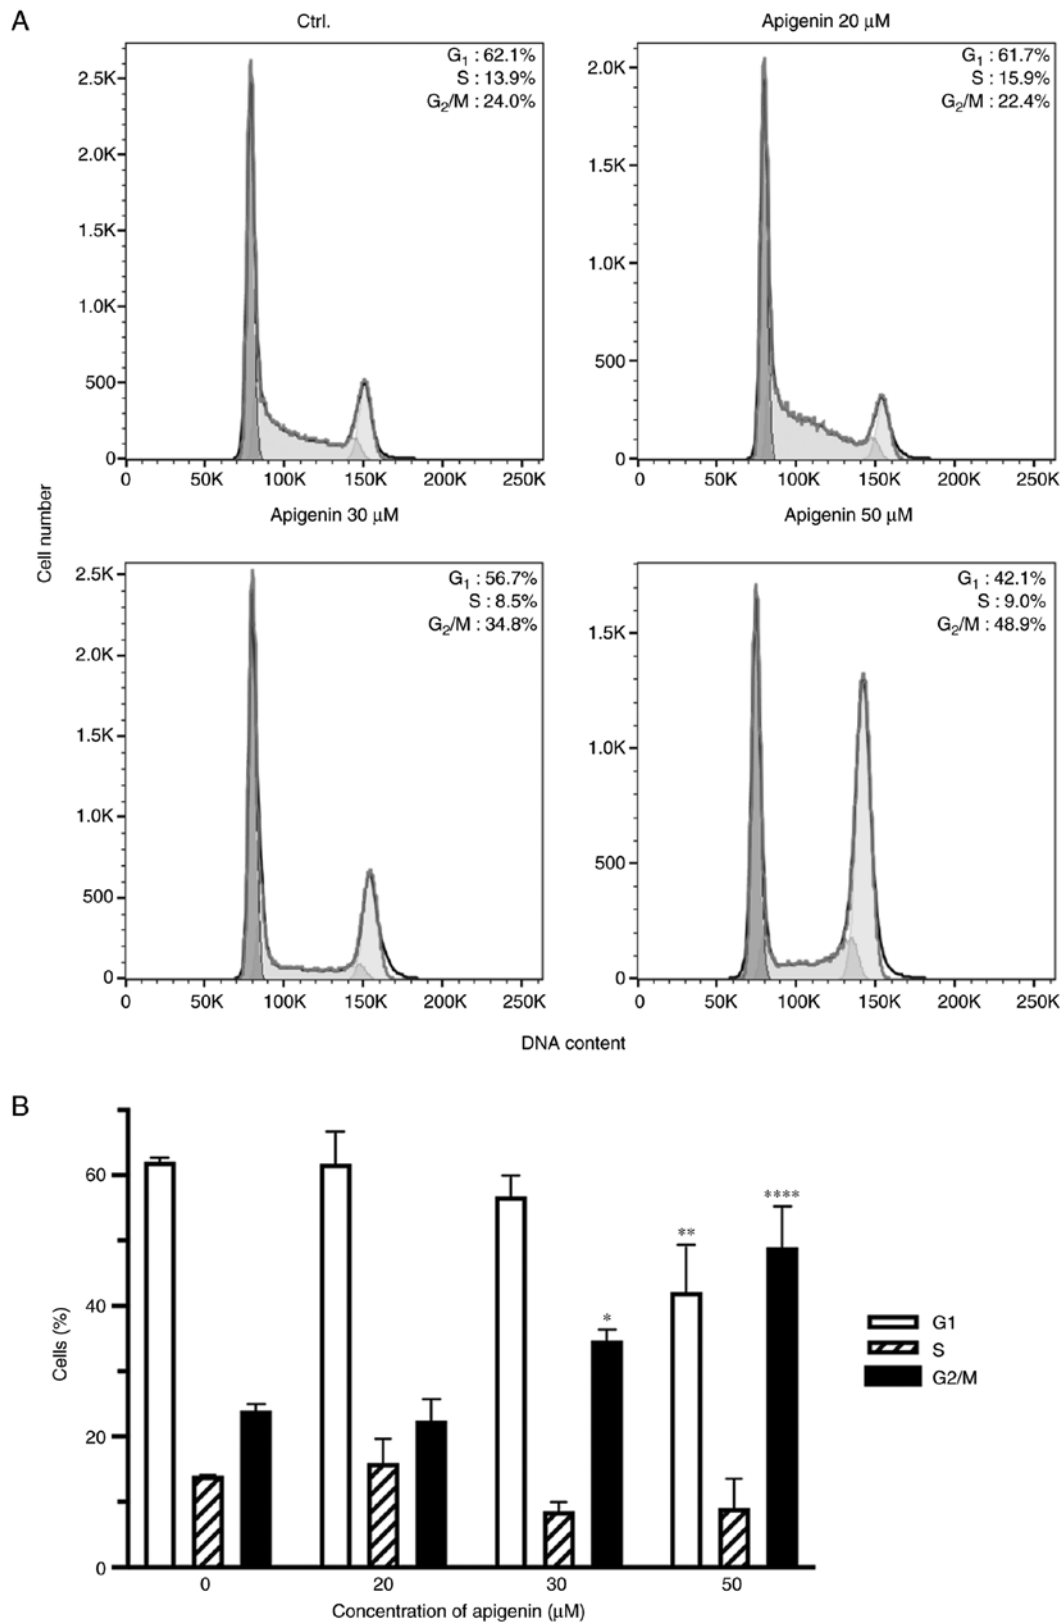 A
Ctrl.
Apigenin 20 μM
G₁ : 62.1%
S : 13.9%
G₂/M : 24.0%
G₁ : 61.7%
S : 15.9%
G₂/M : 22.4%
2.5K
2.0K
1.5K
1.0K
500
0
2.0K
1.5K
1.0K
500
0
0 50K 100K 150K 200K 250K
0 50K 100K 150K 200K 250K
Cell number
Apigenin 30 μM
Apigenin 50 μM
G₁ : 56.7%
S : 8.5%
G₂/M : 34.8%
G₁ : 42.1%
S : 9.0%
G₂/M : 48.9%
2.5K
2.0K
1.5K
1.0K
500
0
1.5K
1.0K
500
0
0 50K 100K 150K 200K 250K
0 50K 100K 150K 200K 250K
DNA content
B
Cells (%)
60
40
20
0
*
**
****
G1
S
G2/M
0 20 30 50
Concentration of apigenin (μM)